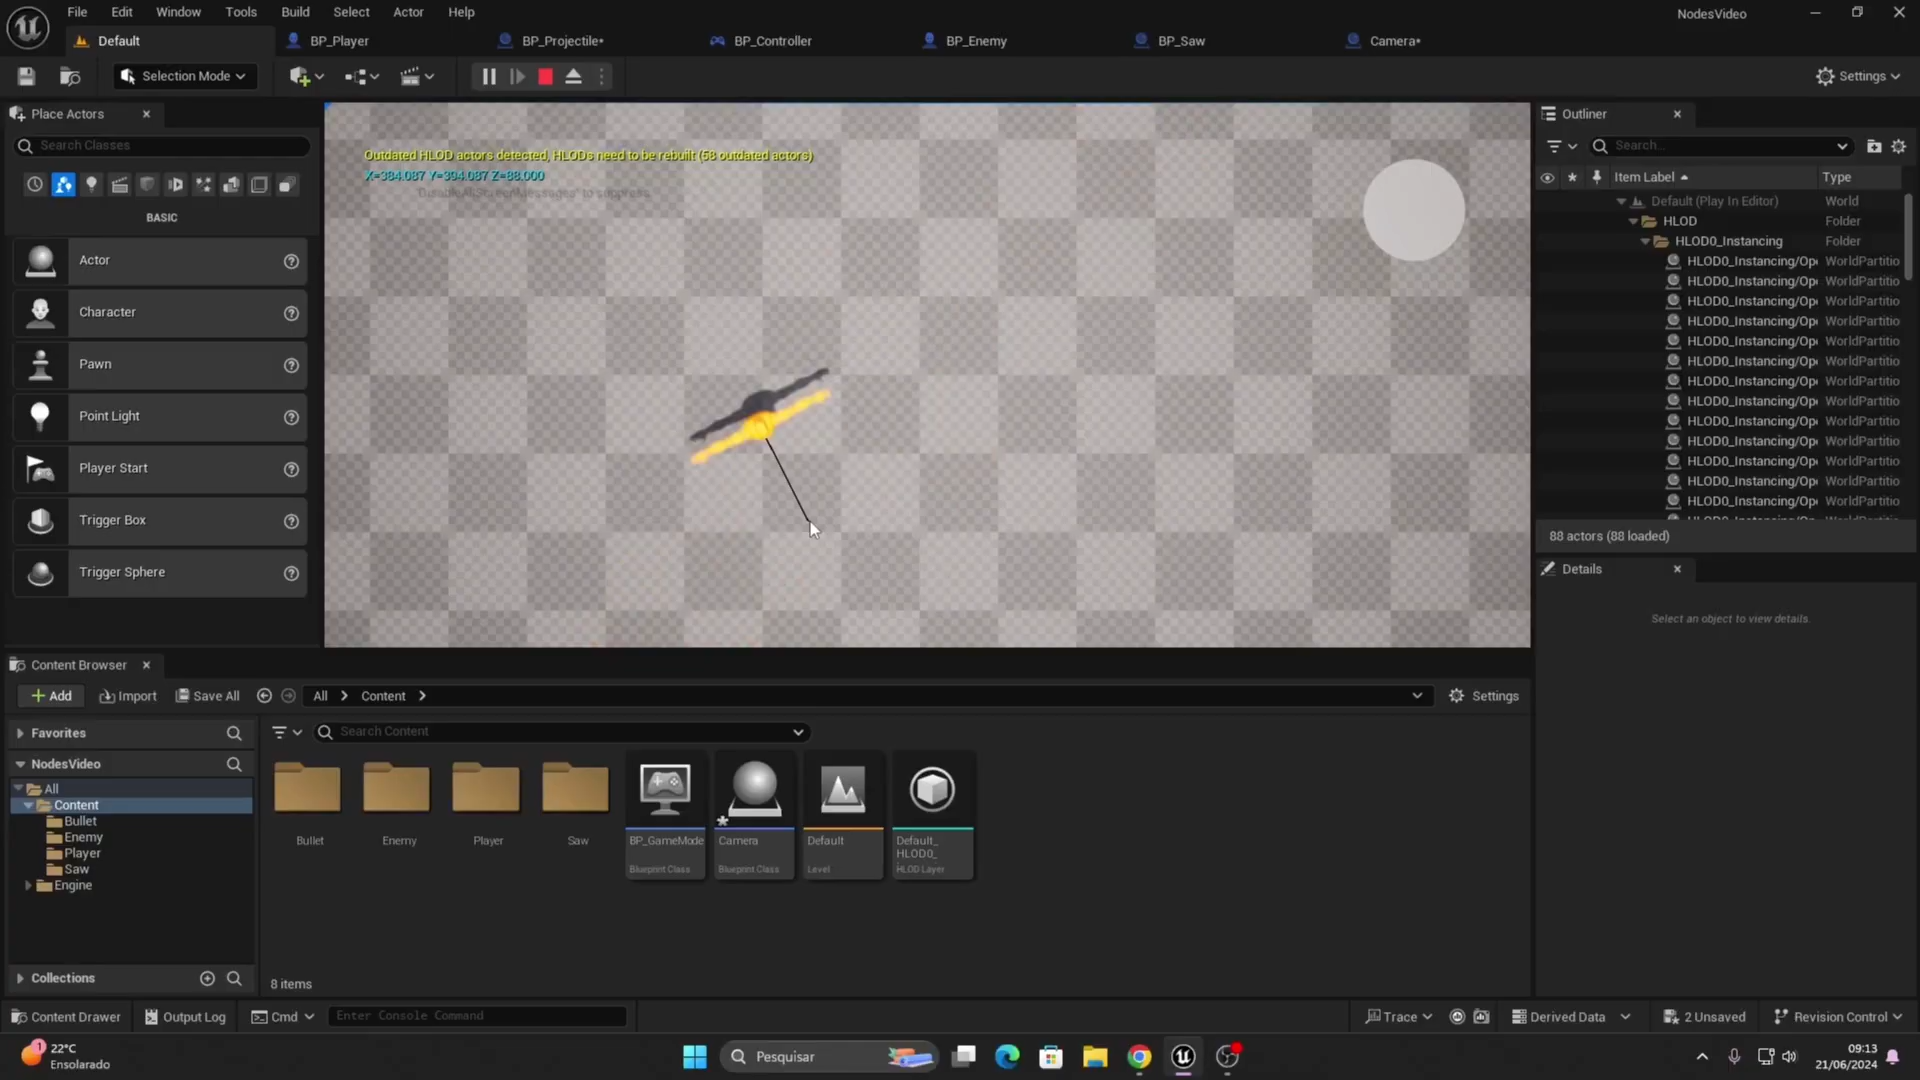 File Edit Window Tools Build Select Actor Help
NodesVideo
Default
BP_Player
BP_Projectile*
BP_Controller
BP_Enemy
BP_Saw
Camera*
Selection Mode
Settings
Place Actors
Search Classes
BASIC
Actor
Character
Pawn
Point Light
Player Start
Trigger Box
Trigger Sphere
Outdated HLOD actors detected, HLODs need to be rebuilt (58 outdated actors)
X=384.087 Y=394.087 Z=88.000
'DisableAllScreenMessages' to suppress
Outliner
Search...
Item Label Type
Default (Play In Editor) World
HLOD Folder
HLOD0_Instancing Folder
HLOD0_Instancing/Op WorldPartitio
HLOD0_Instancing/Op WorldPartitio
HLOD0_Instancing/Op WorldPartitio
HLOD0_Instancing/Op WorldPartitio
HLOD0_Instancing/Op WorldPartitio
HLOD0_Instancing/Op WorldPartitio
HLOD0_Instancing/Op WorldPartitio
HLOD0_Instancing/Op WorldPartitio
HLOD0_Instancing/Op WorldPartitio
HLOD0_Instancing/Op WorldPartitio
HLOD0_Instancing/Op WorldPartitio
HLOD0_Instancing/Op WorldPartitio
HLOD0_Instancing/Op WorldPartitio
88 actors (88 loaded)
Details
Select an object to view details.
Content Browser
Add Import Save All All Content Settings
Favorites
NodesVideo
All
Content
Bullet
Enemy
Player
Saw
Engine
Collections
Search Content
Bullet
Enemy
Player
Saw
BP_GameMode
Blueprint Class
Camera
Blueprint Class
Default
Level
Default_
HLOD0_
HLOD Layer
8 items
Content Drawer Output Log Cmd Enter Console Command Trace Derived Data 2 Unsaved Revision Control
1
22°C
Ensolarado
Pesquisar
09:13
21/06/2024